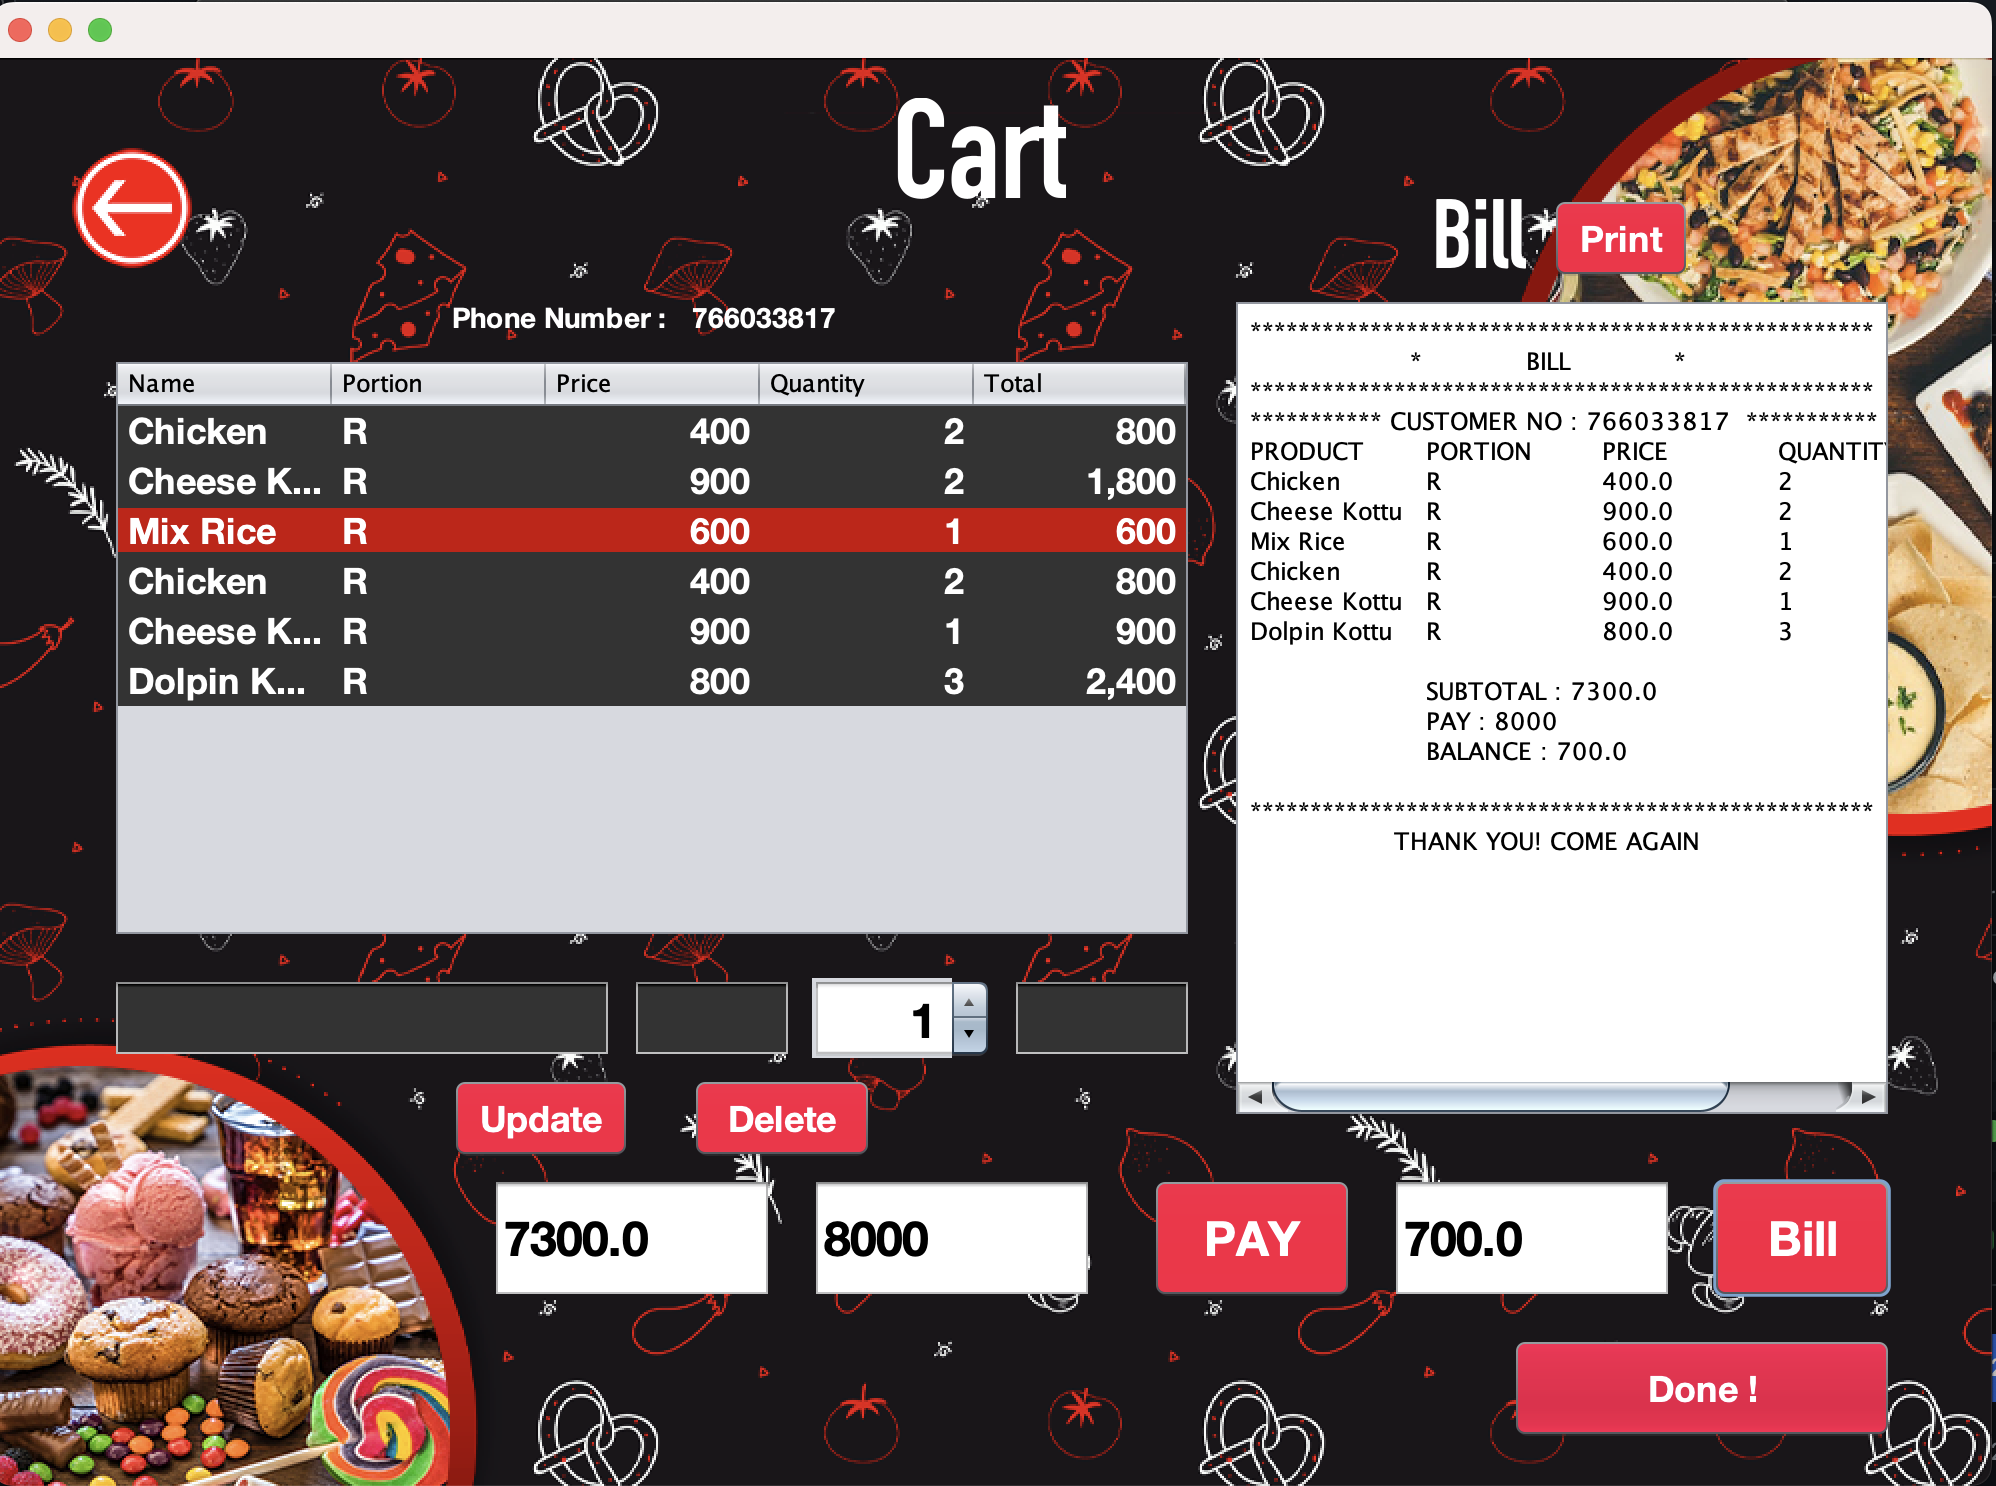 Cart
Bill
Print
Phone Number : 766033817
Name Portion Price Quantity Total
Chicken R 400 2 800
Cheese K... R 900 2 1,800
Mix Rice R 600 1 600
Chicken R 400 2 800
Cheese K... R 900 1 900
Dolpin K... R 800 3 2,400
****************************************************
* BILL *
****************************************************
*********** CUSTOMER NO : 766033817 ***********
PRODUCT PORTION PRICE QUANTIT
Chicken R 400.0 2
Cheese Kottu R 900.0 2
Mix Rice R 600.0 1
Chicken R 400.0 2
Cheese Kottu R 900.0 1
Dolpin Kottu R 800.0 3
SUBTOTAL : 7300.0
PAY : 8000
BALANCE : 700.0
****************************************************
THANK YOU! COME AGAIN
1
Update Delete
7300.0 8000 PAY 700.0 Bill
Done !